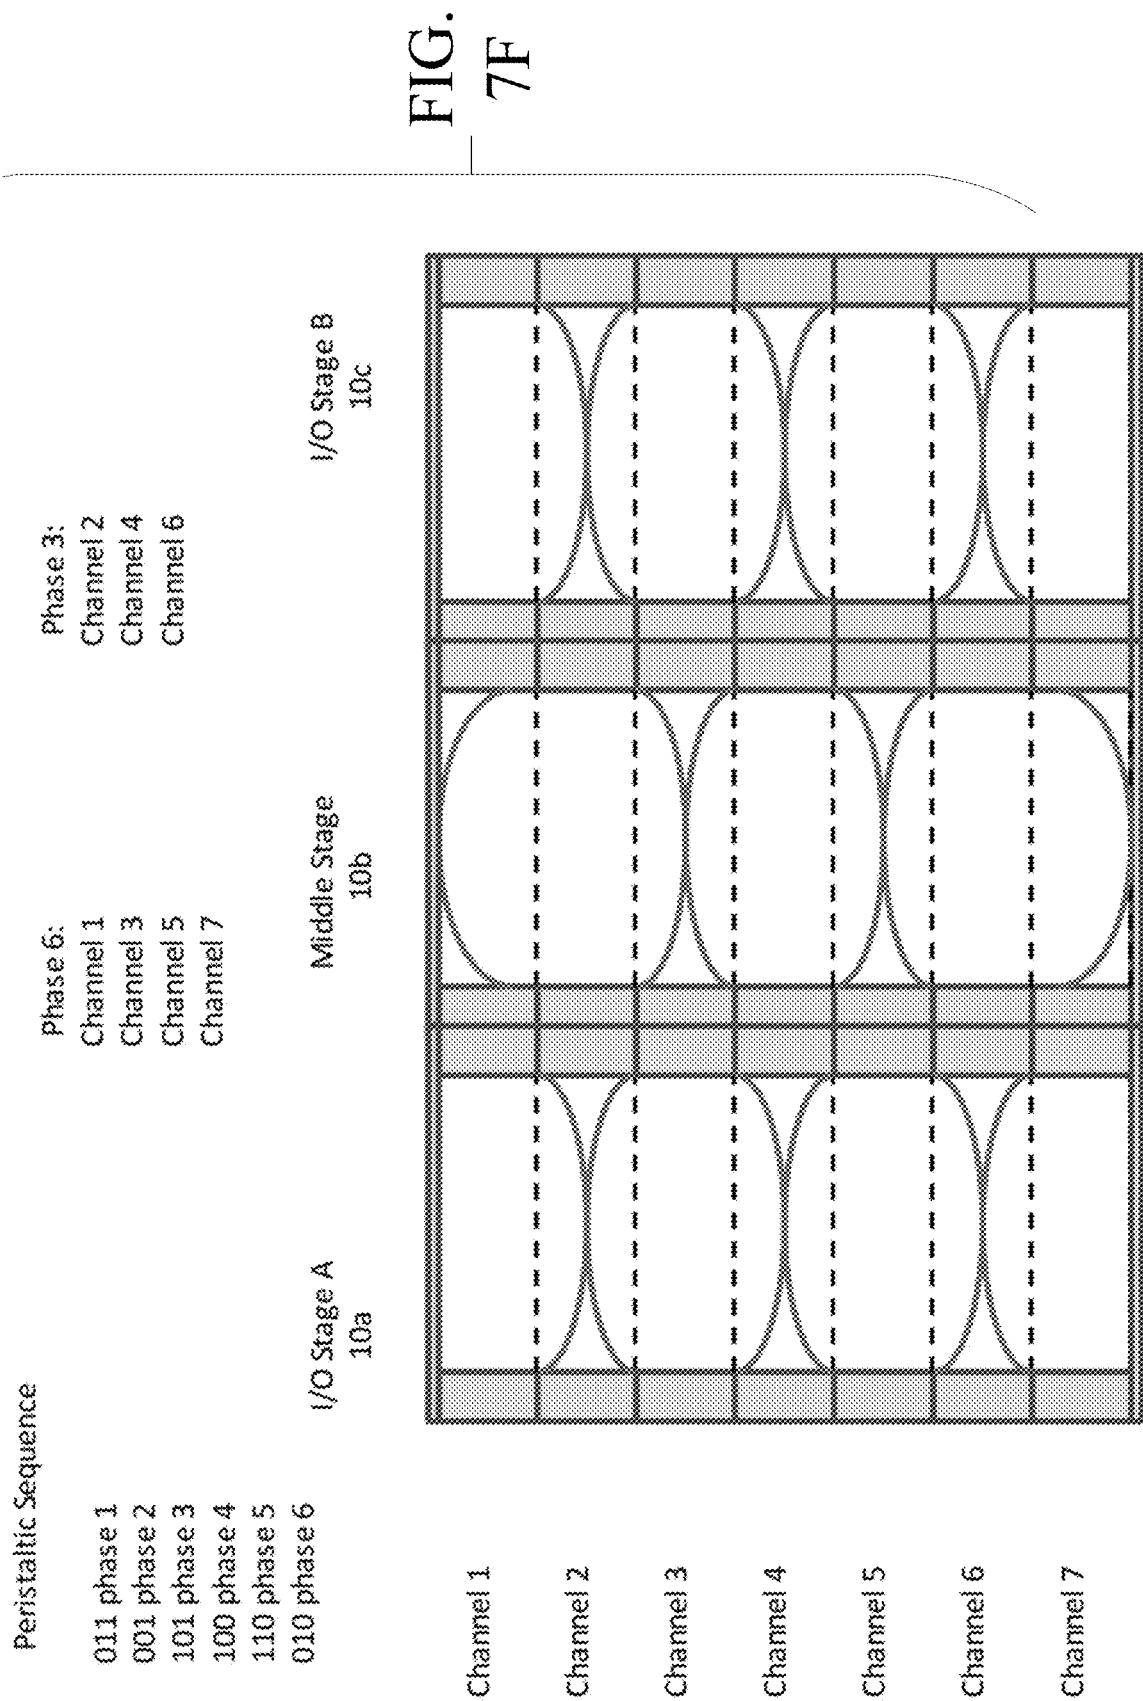 Peristaltic Sequence
011 phase 1
001 phase 2
101 phase 3
100 phase 4
110 phase 5
010 phase 6
Phase 6:
Channel 1
Channel 3
Channel 5
Channel 7
Phase 3:
Channel 2
Channel 4
Channel 6
I/O Stage A
10a
Middle Stage
10b
I/O Stage B
10c
Channel 1
Channel 2
Channel 3
Channel 4
Channel 5
Channel 6
Channel 7
FIG.
7F